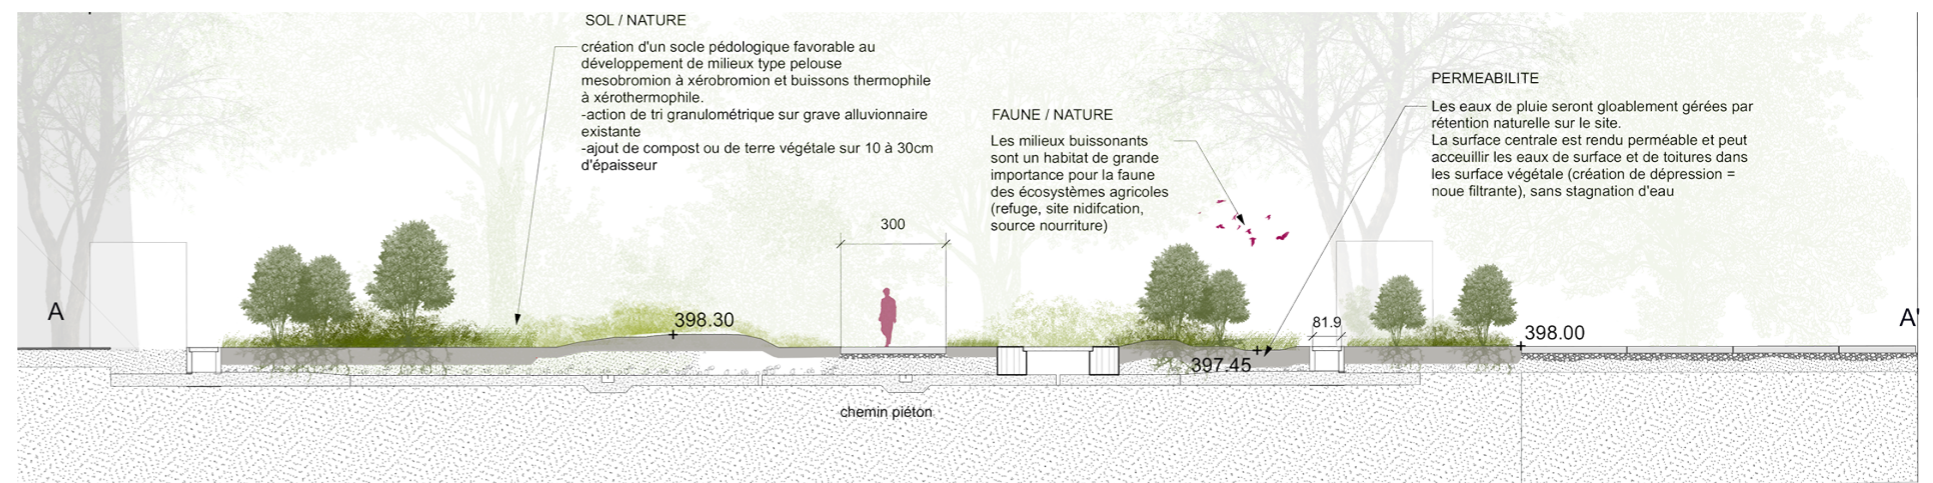 SOL / NATURE
création d'un socle pédologique favorable au
développement de milieux type pelouse
mesobromion à xérobromion et buissons thermophile
à xérothermophile.
-action de tri granulométrique sur grave alluvionnaire
existante
-ajout de compost ou de terre végétale sur 10 à 30cm
d'épaisseur
FAUNE / NATURE
Les milieux buissonants
sont un habitat de grande
importance pour la faune
des écosystèmes agricoles
(refuge, site nidifcation,
source nourriture)
PERMEABILITE
Les eaux de pluie seront gloablement gérées par
rétention naturelle sur le site.
La surface centrale est rendu perméable et peut
acceuillir les eaux de surface et de toitures dans
les surface végétale (création de dépression =
noue filtrante), sans stagnation d'eau
300
A
398.30
81.9
398.00
A'
397.45
chemin piéton